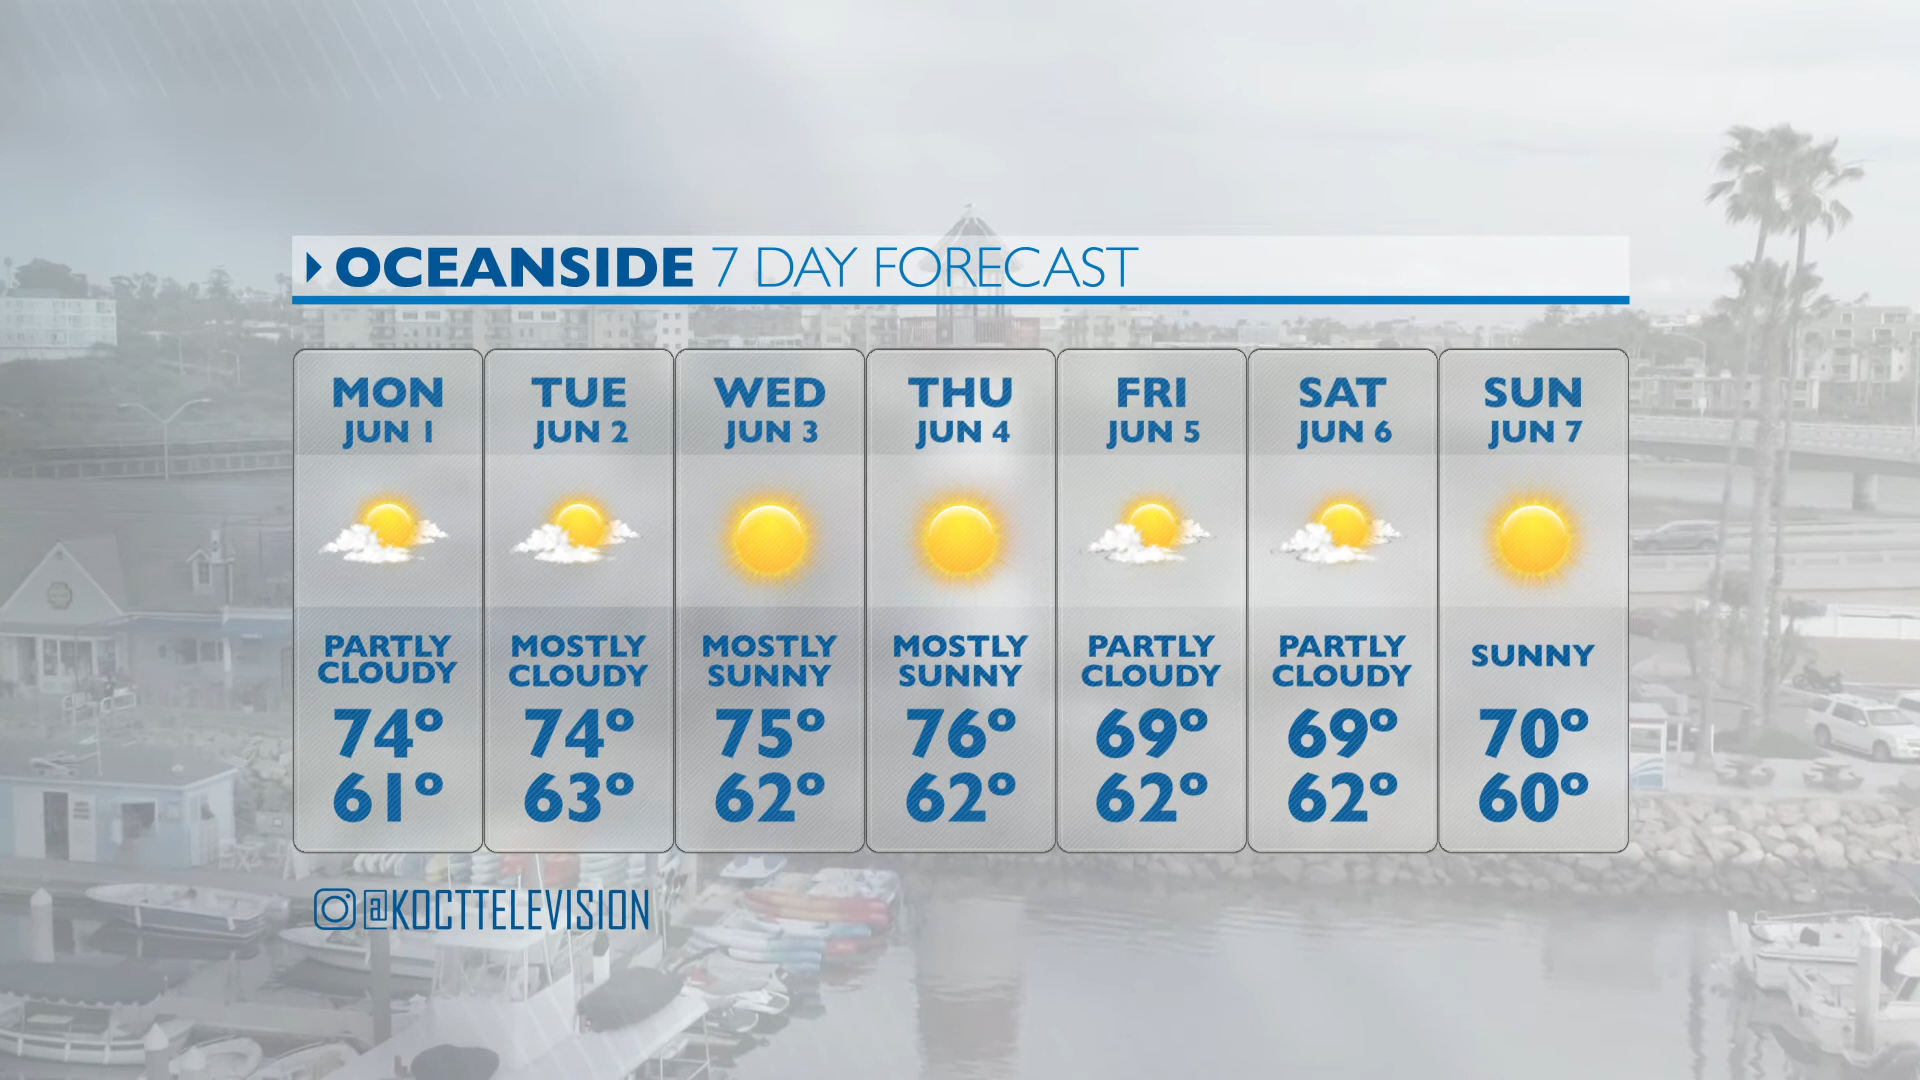 OCEANSIDE 7 DAY FORECAST
MON
JUN 1
PARTLY
CLOUDY
74°
61°
TUE
JUN 2
MOSTLY
CLOUDY
74°
63°
WED
JUN 3
MOSTLY
SUNNY
75°
62°
THU
JUN 4
MOSTLY
SUNNY
76°
62°
FRI
JUN 5
PARTLY
CLOUDY
69°
62°
SAT
JUN 6
PARTLY
CLOUDY
69°
62°
SUN
JUN 7
SUNNY
70°
60°
@KOCTTELEVISION